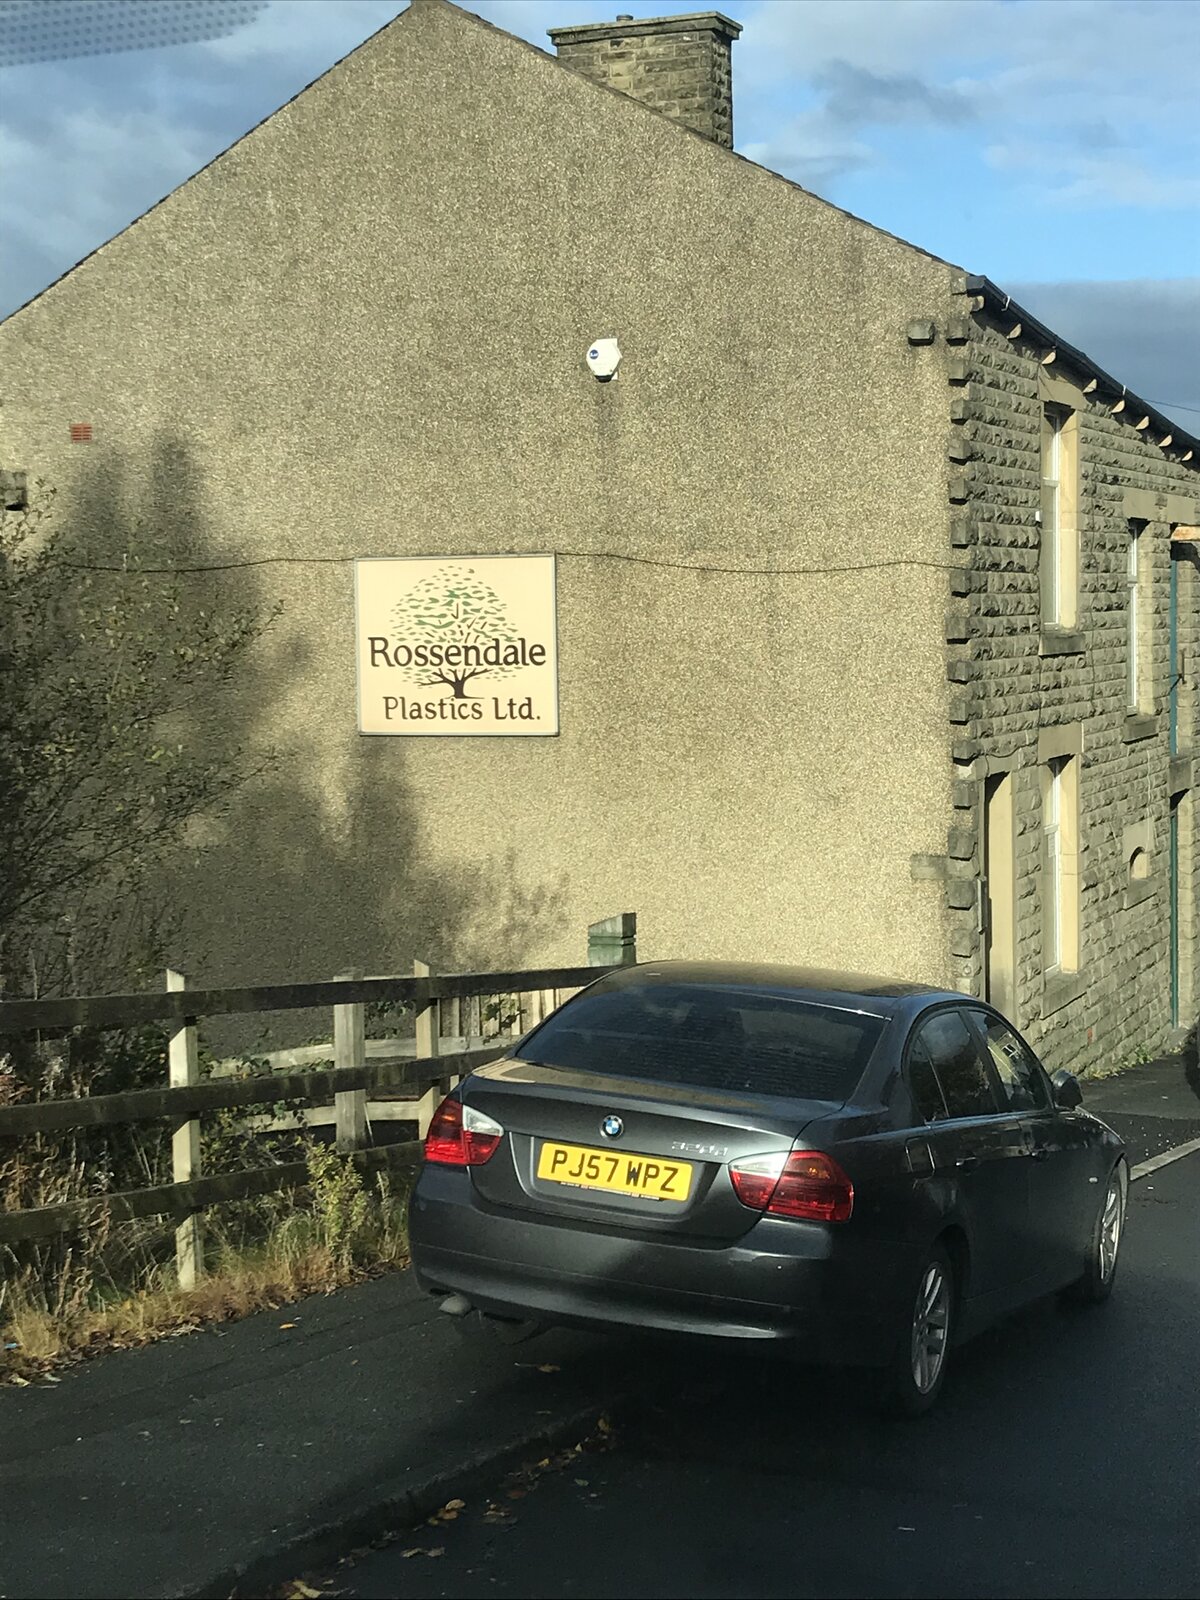 Rossendale
Plastics Ltd.
PJ57 WPZ